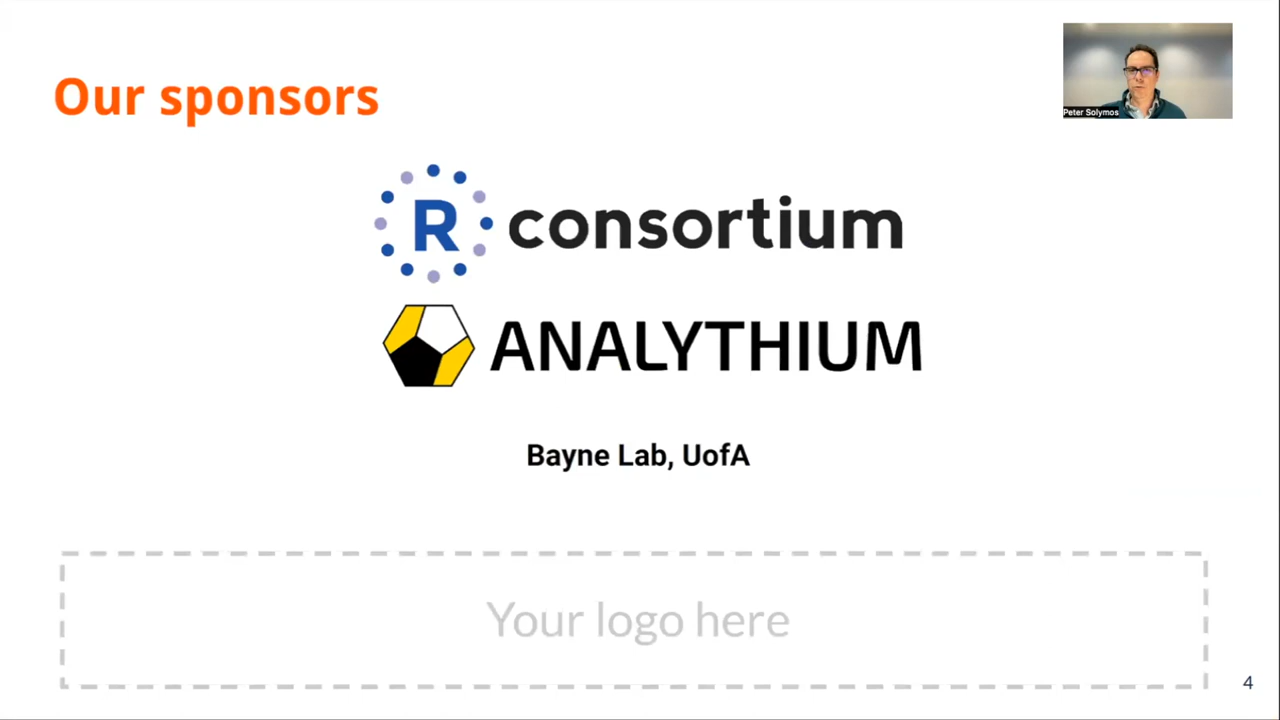 Our sponsors
Peter Solymos
R consortium
ANALYTHIUM
Bayne Lab, UofA
Your logo here
4